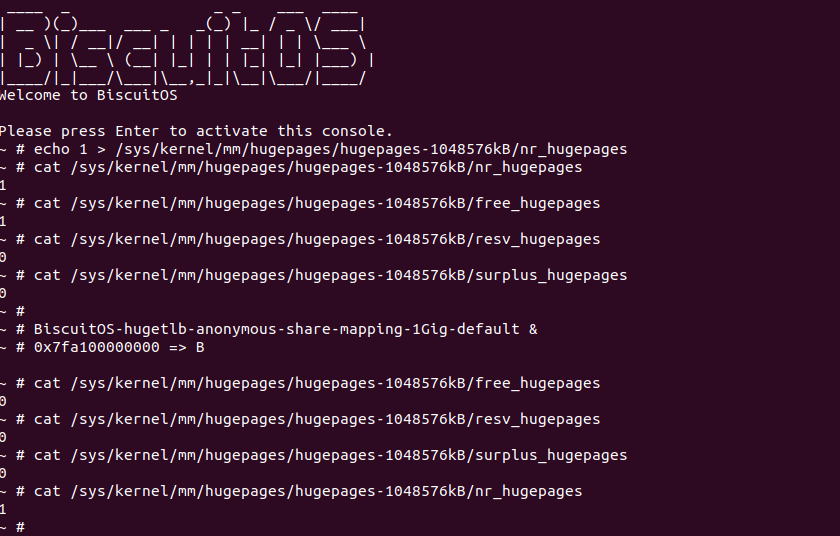 BiscuitOS
Welcome to BiscuitOS
Please press Enter to activate this console.
~ # echo 1 > /sys/kernel/mm/hugepages/hugepages-1048576kB/nr_hugepages
~ # cat /sys/kernel/mm/hugepages/hugepages-1048576kB/nr_hugepages
1
~ # cat /sys/kernel/mm/hugepages/hugepages-1048576kB/free_hugepages
1
~ # cat /sys/kernel/mm/hugepages/hugepages-1048576kB/resv_hugepages
0
~ # cat /sys/kernel/mm/hugepages/hugepages-1048576kB/surplus_hugepages
0
~ #
~ # BiscuitOS-hugetlb-anonymous-share-mapping-1Gig-default &
~ # 0x7fa100000000 => B
~ # cat /sys/kernel/mm/hugepages/hugepages-1048576kB/free_hugepages
0
~ # cat /sys/kernel/mm/hugepages/hugepages-1048576kB/resv_hugepages
0
~ # cat /sys/kernel/mm/hugepages/hugepages-1048576kB/surplus_hugepages
0
~ # cat /sys/kernel/mm/hugepages/hugepages-1048576kB/nr_hugepages
1
~ #